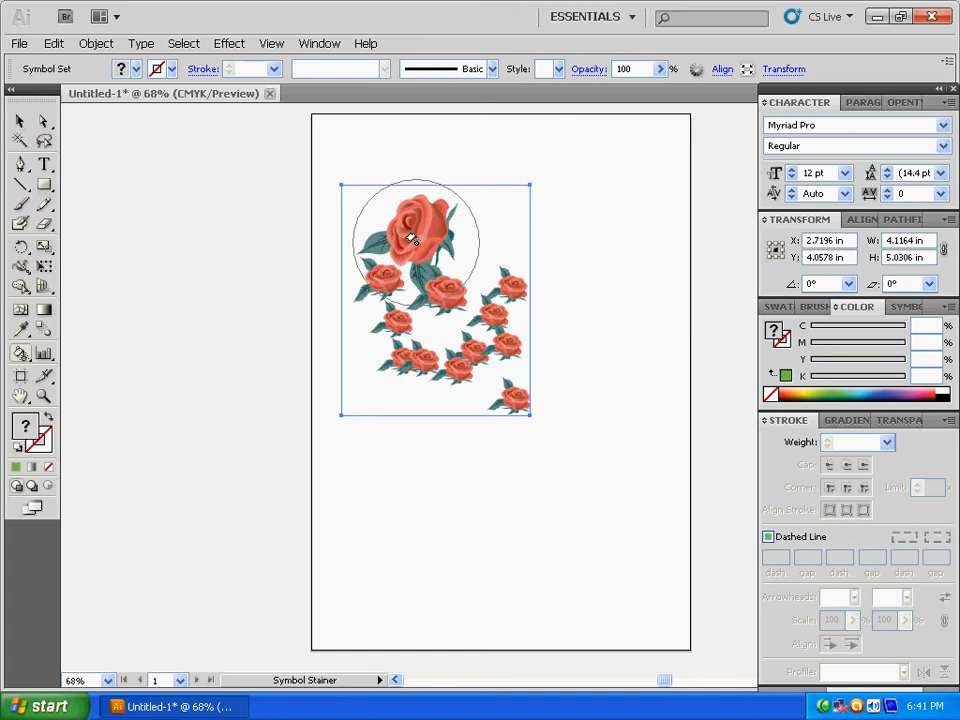 Ai Br ESSENTIALS CS Live
File Edit Object Type Select Effect View Window Help
Symbol Set ? Stroke: Basic Style: Opacity: 100 % Align Transform
Untitled-1* @ 68% (CMYK/Preview)
CHARACTER PARAG OPENT
Myriad Pro
Regular
12 pt (14.4 pt
Auto 0
TRANSFORM ALIGN PATHFI
X: 2.7196 in W: 4.1164 in
Y: 4.0578 in H: 5.0306 in
0° 0°
SWAT BRUSH COLOR SYMBO
? C %
M %
Y %
K %
?
STROKE GRADIEN TRANSPA
Weight:
Cap:
Corner: Limit: x
Align Stroke:
Dashed Line
dash gap dash gap dash gap
Arrowheads:
Scale: 100 % 100 %
Align:
Profile:
68% 1 Symbol Stainer
start Untitled-1* @ 68% (... 6:41 PM